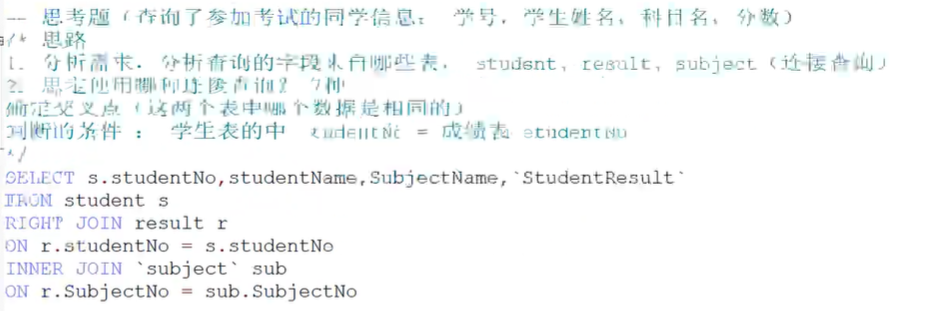 -- 思考题（查询了参加考试的同学信息： 学号，学生姓名，科目名，分数）
/* 思路
1. 分析需求，分析查询的字段来自哪些表， student，result，subject（连接查询）
2. 确定使用哪种连接查询？ 7种
确定交叉点（这两个表中哪个数据是相同的）
判断的条件： 学生表的中 studentNo = 成绩表 studentNo
*/
SELECT s.studentNo,studentName,SubjectName,`StudentResult`
FROM student s
RIGHT JOIN result r
ON r.studentNo = s.studentNo
INNER JOIN `subject` sub
ON r.SubjectNo = sub.SubjectNo